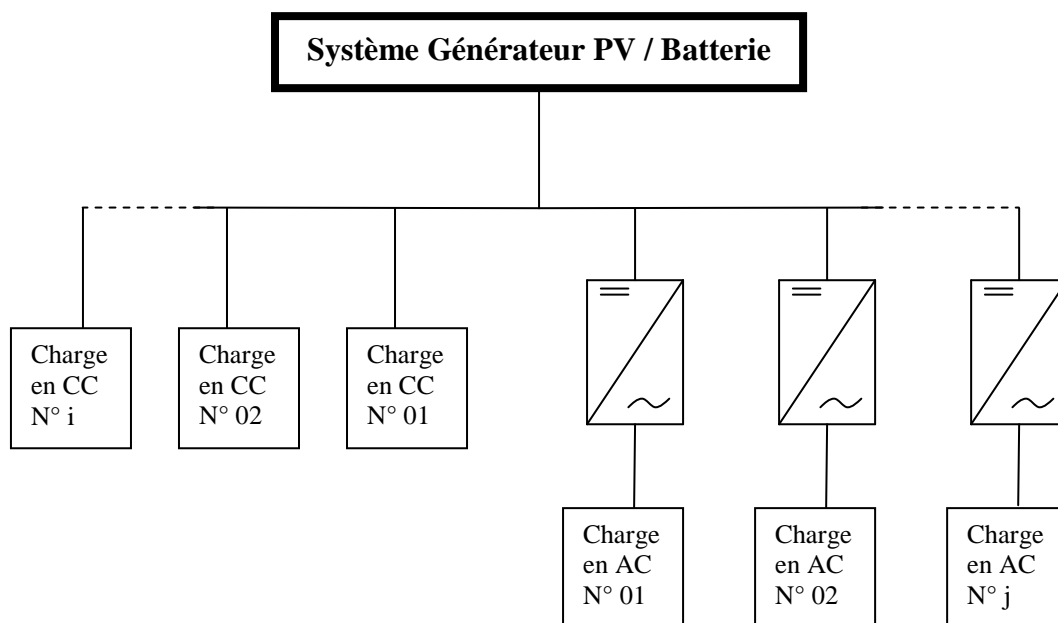 Système Générateur PV / Batterie
Charge
en CC
N° i
Charge
en CC
N° 02
Charge
en CC
N° 01
Charge
en AC
N° 01
Charge
en AC
N° 02
Charge
en AC
N° j